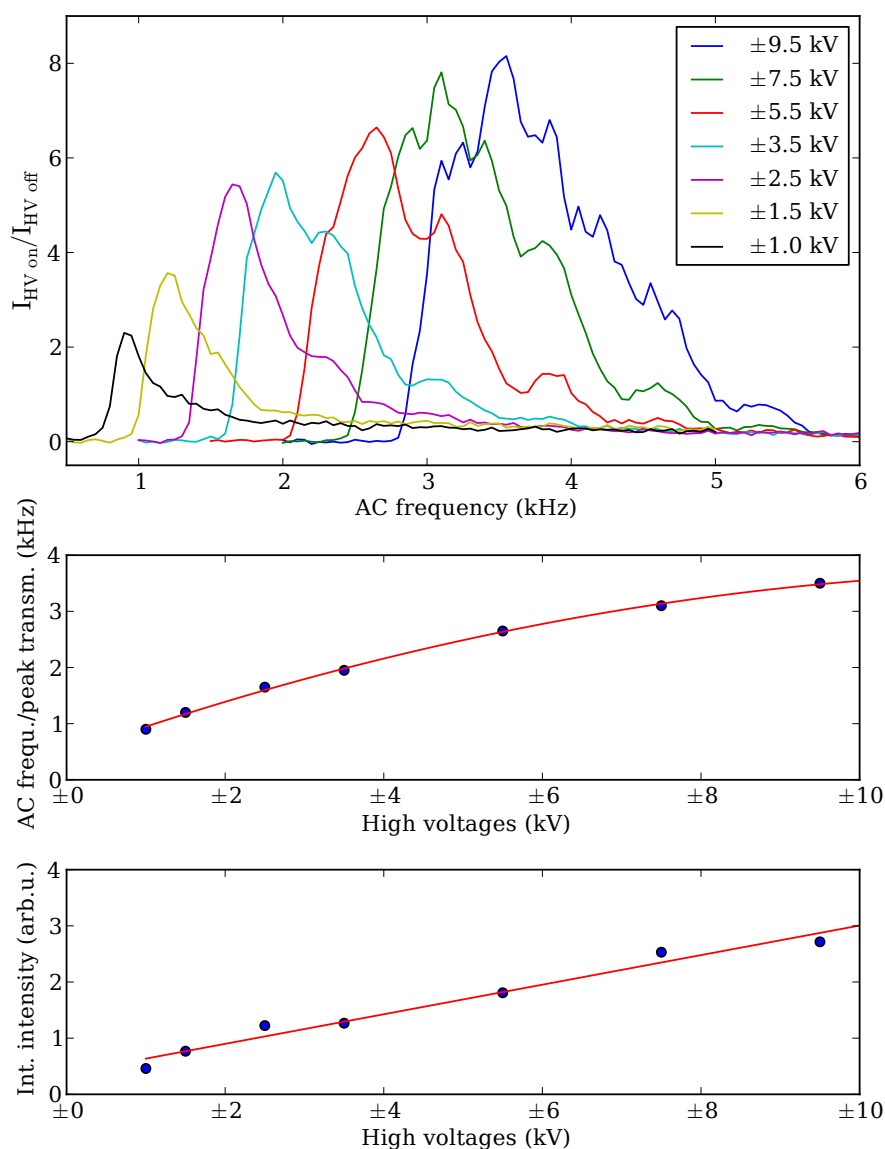 8
6
4
2
0
I_HV on/I_HV off
±9.5 kV
±7.5 kV
±5.5 kV
±3.5 kV
±2.5 kV
±1.5 kV
±1.0 kV
1 2 3 4 5 6
AC frequency (kHz)
4
3
2
1
0
AC frequ./peak transm. (kHz)
±0 ±2 ±4 ±6 ±8 ±10
High voltages (kV)
4
3
2
1
0
Int. intensity (arb.u.)
±0 ±2 ±4 ±6 ±8 ±10
High voltages (kV)